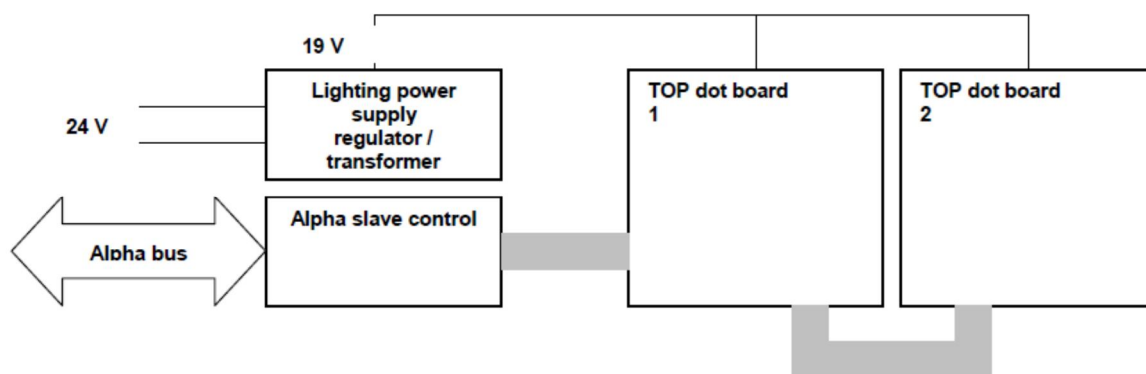 19 V
Lighting power
supply
regulator /
transformer
TOP dot board
1
TOP dot board
2
24 V
Alpha slave control
Alpha bus